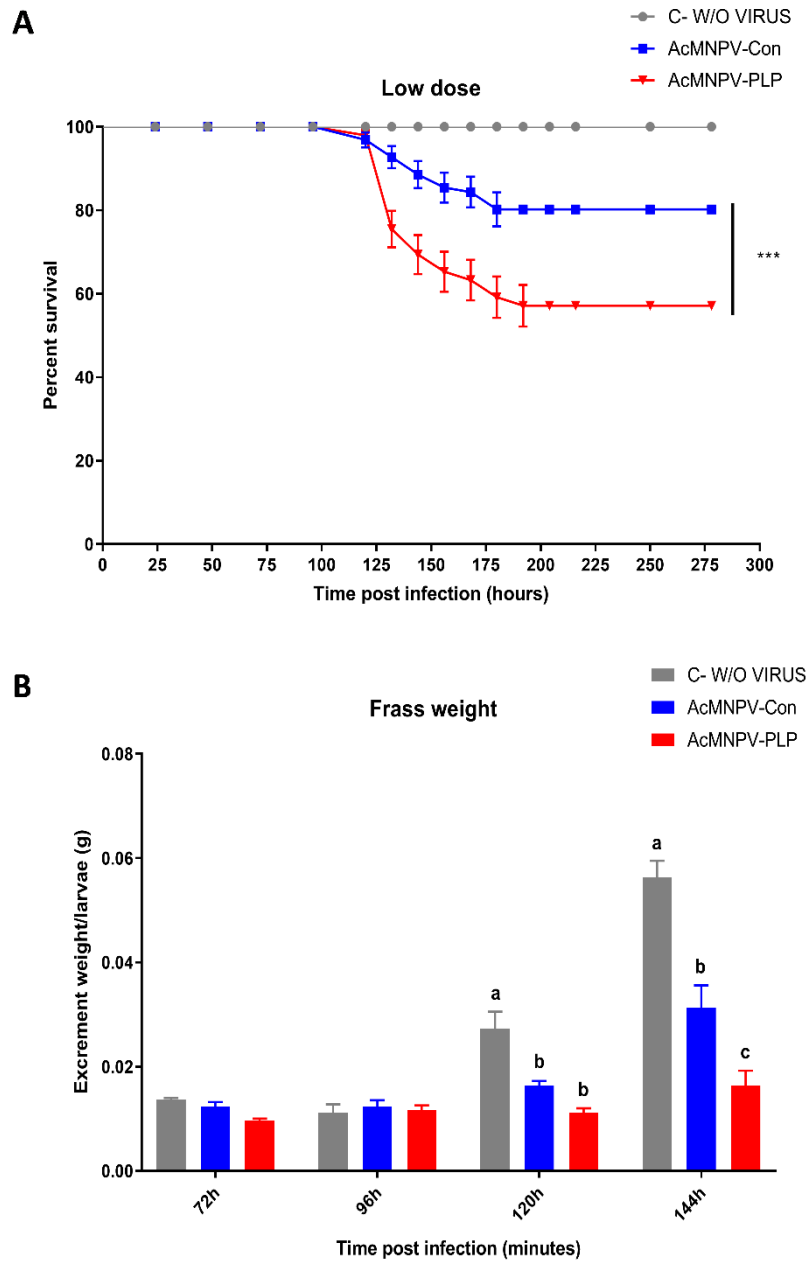 A
C- W/O VIRUS
AcMNPV-Con
AcMNPV-PLP
Low dose
Percent survival
100
80
60
40
20
0
***
0 25 50 75 100 125 150 175 200 225 250 275 300
Time post infection (hours)
B
C- W/O VIRUS
AcMNPV-Con
AcMNPV-PLP
Frass weight
Excrement weight/larvae (g)
0.08
0.06
0.04
0.02
0.00
a
b
b
a
b
c
72h 96h 120h 144h
Time post infection (minutes)